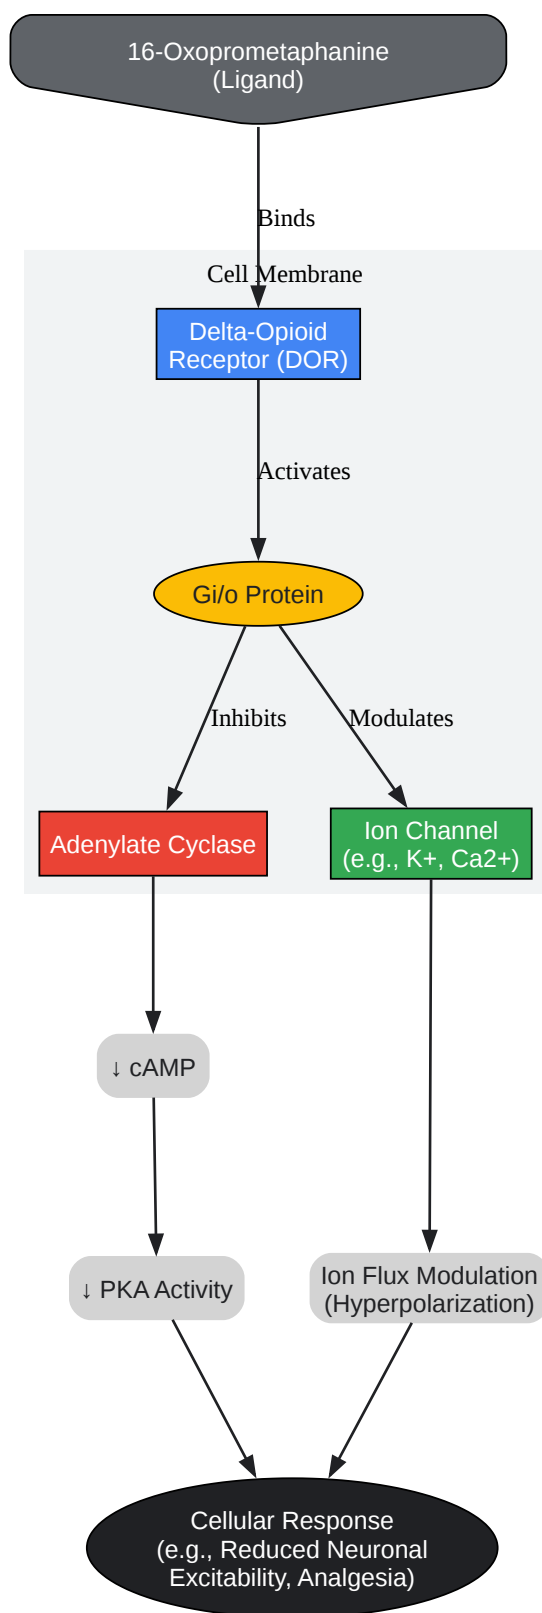 16-Oxoprometaphanine
(Ligand)
Binds
Cell Membrane
Delta-Opioid
Receptor (DOR)
Activates
Gi/o Protein
Inhibits
Modulates
Adenylate Cyclase
Ion Channel
(e.g., K+, Ca2+)
↓ cAMP
↓ PKA Activity
Ion Flux Modulation
(Hyperpolarization)
Cellular Response
(e.g., Reduced Neuronal
Excitability, Analgesia)